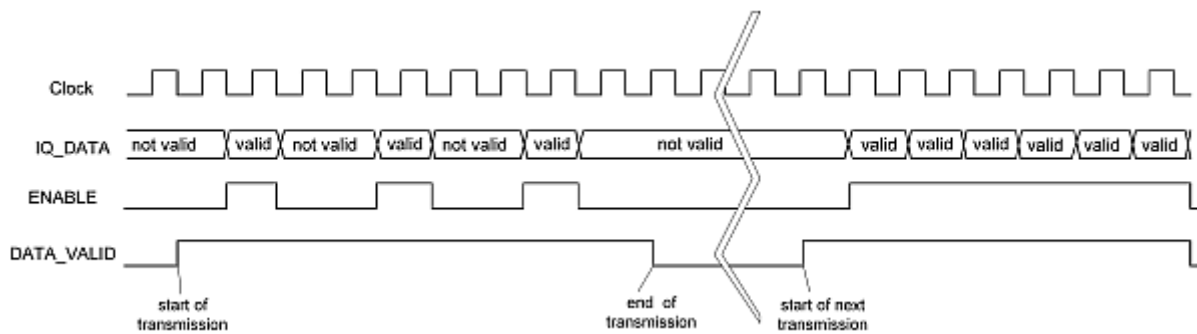 Clock
IQ_DATA
not valid valid not valid valid not valid valid not valid valid valid valid valid valid valid
ENABLE
DATA_VALID
start of
transmission
end of
transmission
start of next
transmission